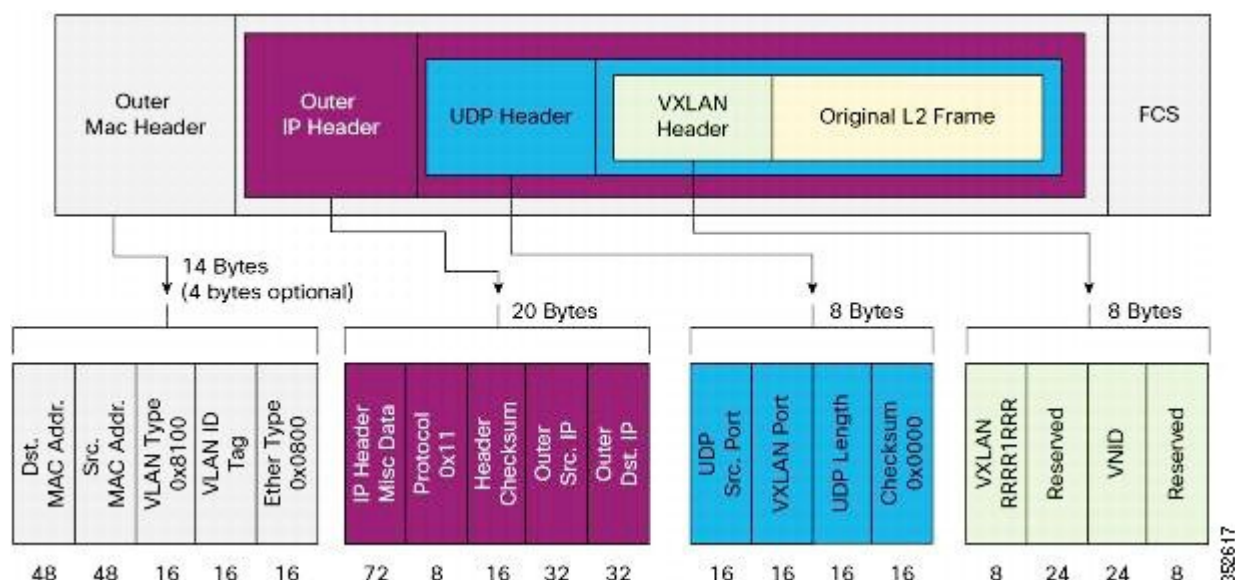 Outer
Mac Header
Outer
IP Header
UDP Header
VXLAN
Header
Original L2 Frame
FCS
14 Bytes
(4 bytes optional)
20 Bytes
8 Bytes
8 Bytes
Dst.
MAC Addr.
Src.
MAC Addr.
VLAN Type
0x8100
VLAN ID
Tag
Ether Type
0x0800
IP Header
Misc Data
Protocol
0x11
Header
Checksum
Outer
Src. IP
Outer
Dst. IP
UDP
Src. Port
VXLAN Port
UDP Length
Checksum
0x0000
VXLAN
RRRR1RRR
Reserved
VNID
Reserved
48 48 16 16 16 72 8 16 32 32 16 16 16 16 8 24 24 8
352617